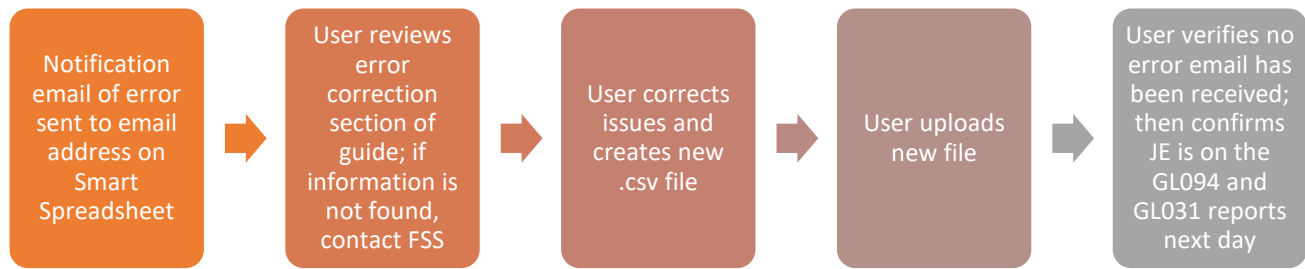 Notification
email of error
sent to email
address on
Smart
Spreadsheet
User reviews
error
correction
section of
guide; if
information is
not found,
contact FSS
User corrects
issues and
creates new
.csv file
User uploads
new file
User verifies no
error email has
been received;
then confirms
JE is on the
GL094 and
GL031 reports
next day